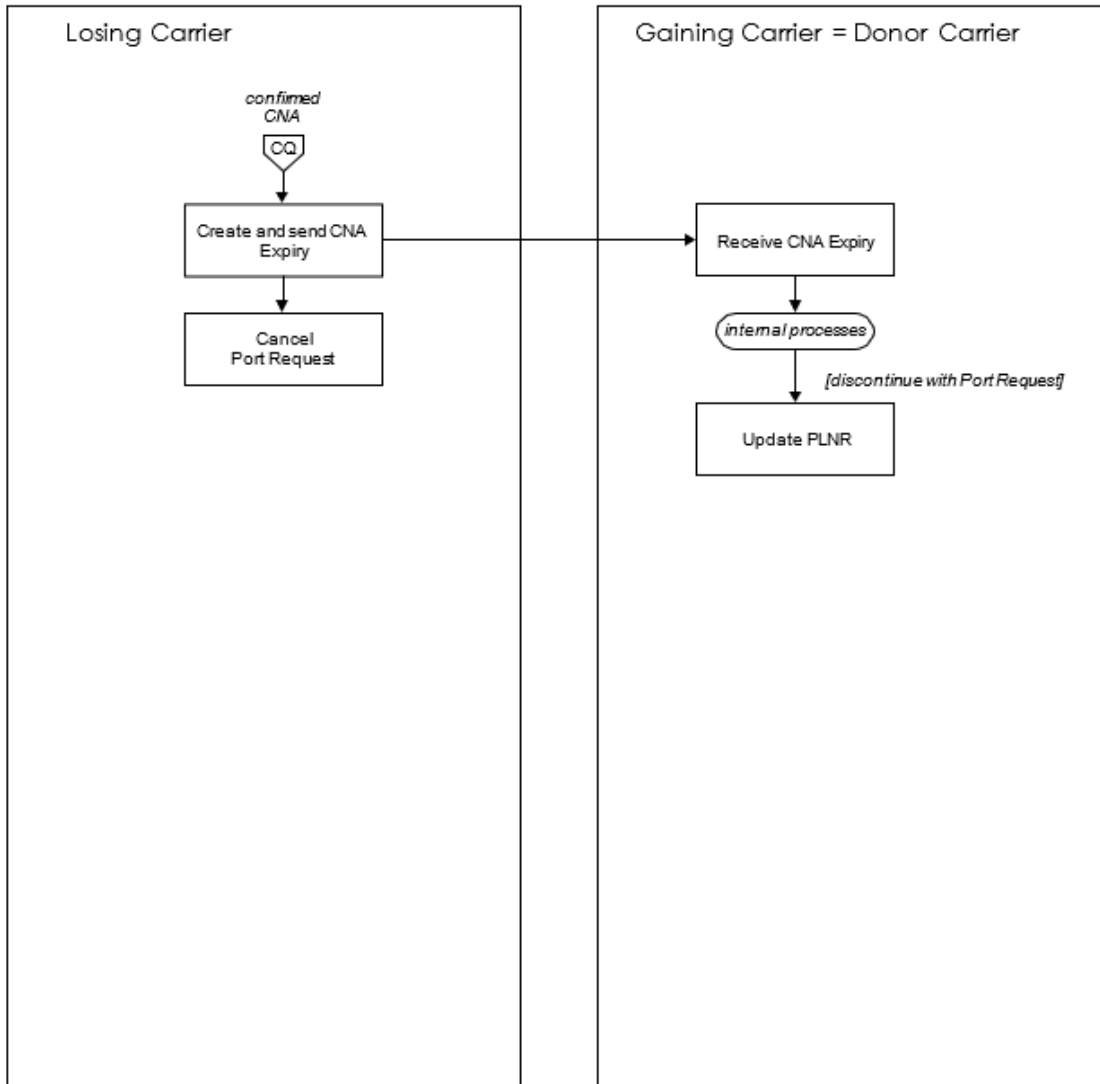 Losing Carrier
Gaining Carrier = Donor Carrier
confirmed
CNA
CQ
Create and send CNA
Expiry
Receive CNA Expiry
Cancel
Port Request
internal processes
[discontinue with Port Request]
Update PLNR